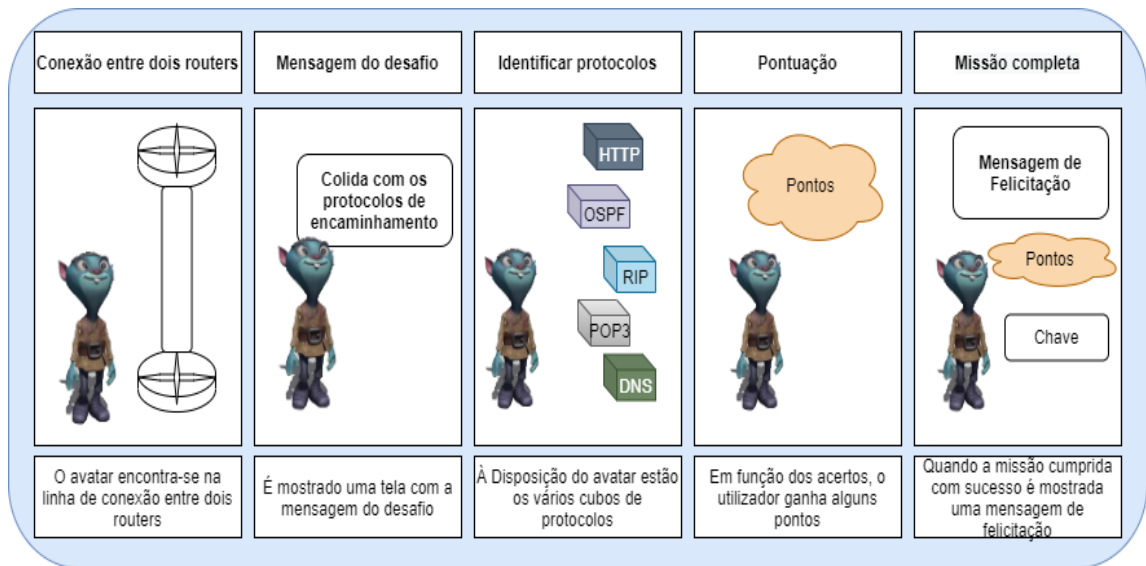 Conexão entre dois routers
Mensagem do desafio
Identificar protocolos
Pontuação
Missão completa
Colida com os
protocolos de
encaminhamento
HTTP
OSPF
RIP
POP3
DNS
Pontos
Mensagem de
Felicitação
Pontos
Chave
O avatar encontra-se na
linha de conexão entre dois
routers
É mostrado uma tela com a
mensagem do desafio
À Disposição do avatar estão
os vários cubos de
protocolos
Em função dos acertos, o
utilizador ganha alguns
pontos
Quando a missão cumprida
com sucesso é mostrada
uma mensagem de
felicitação